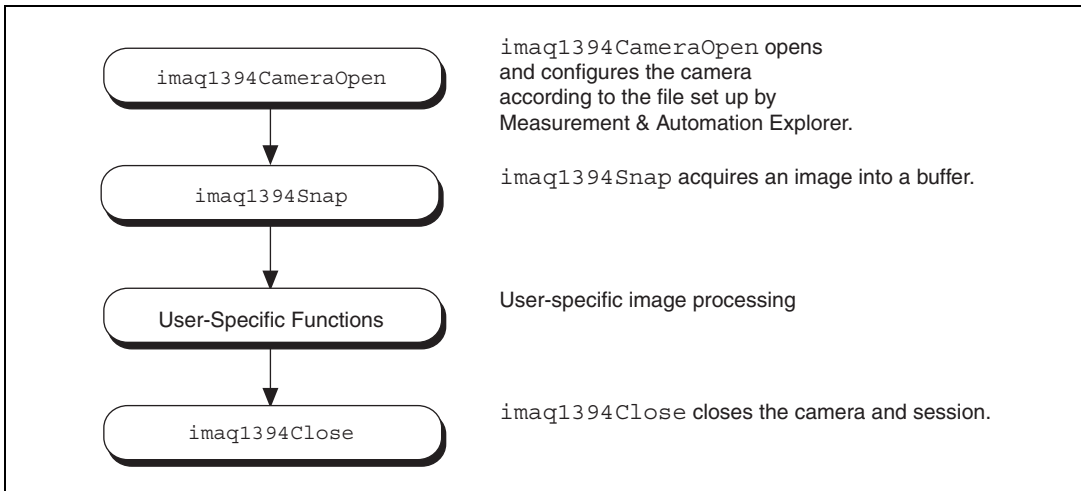 imaq1394CameraOpen
imaq1394CameraOpen opens
and configures the camera
according to the file set up by
Measurement & Automation Explorer.
imaq1394Snap
imaq1394Snap acquires an image into a buffer.
User-Specific Functions
User-specific image processing
imaq1394Close
imaq1394Close closes the camera and session.